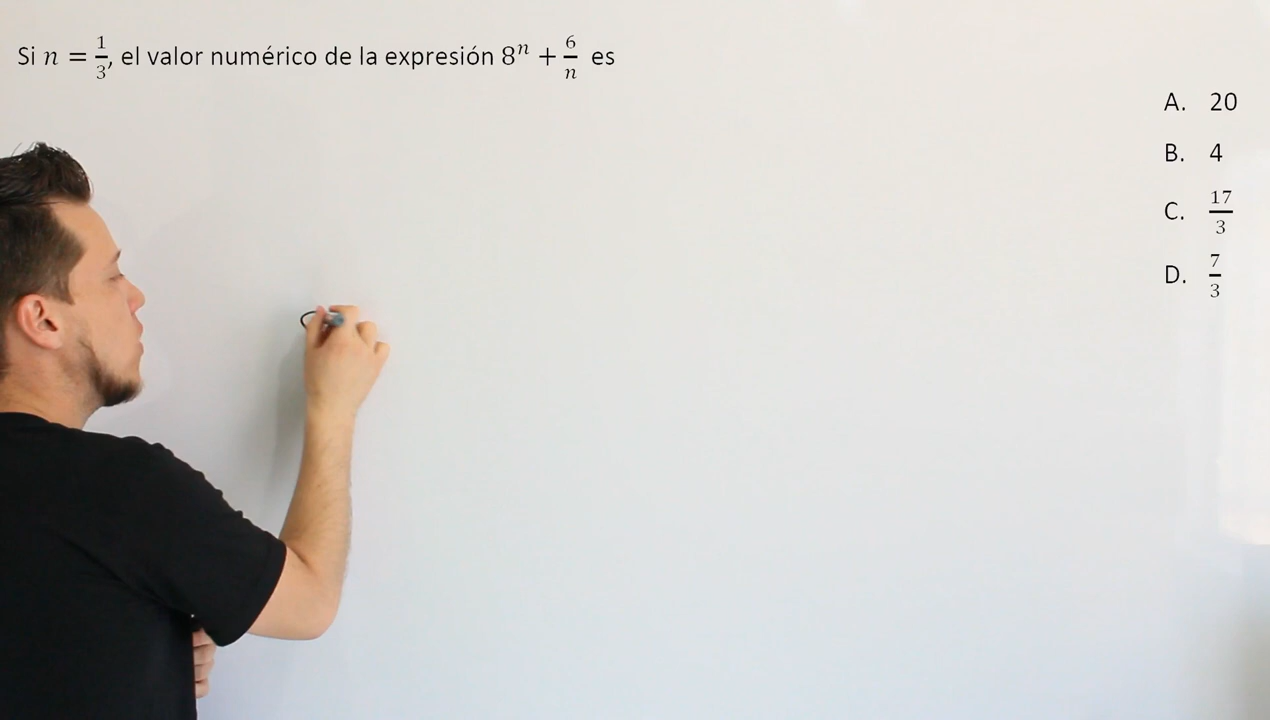 Si n = 1/3, el valor numérico de la expresión 8ⁿ + 6/n es
A. 20
B. 4
C. 17/3
D. 7/3